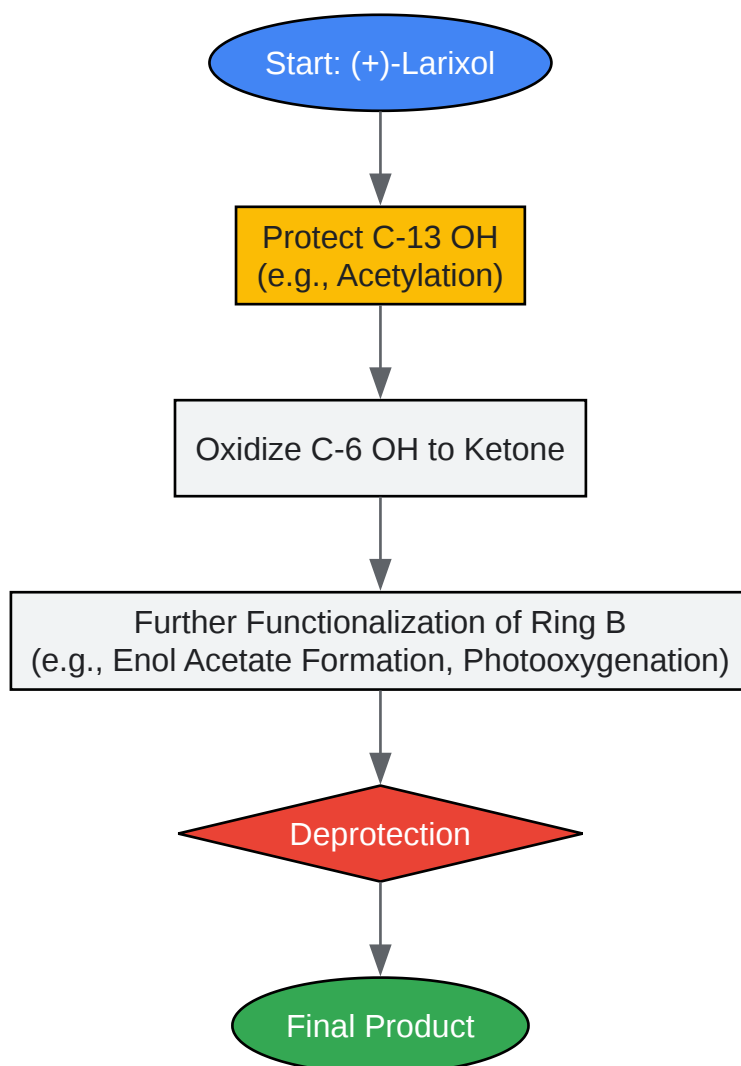 Start: (+)-Larixol
Protect C-13 OH
(e.g., Acetylation)
Oxidize C-6 OH to Ketone
Further Functionalization of Ring B
(e.g., Enol Acetate Formation, Photooxygenation)
Deprotection
Final Product